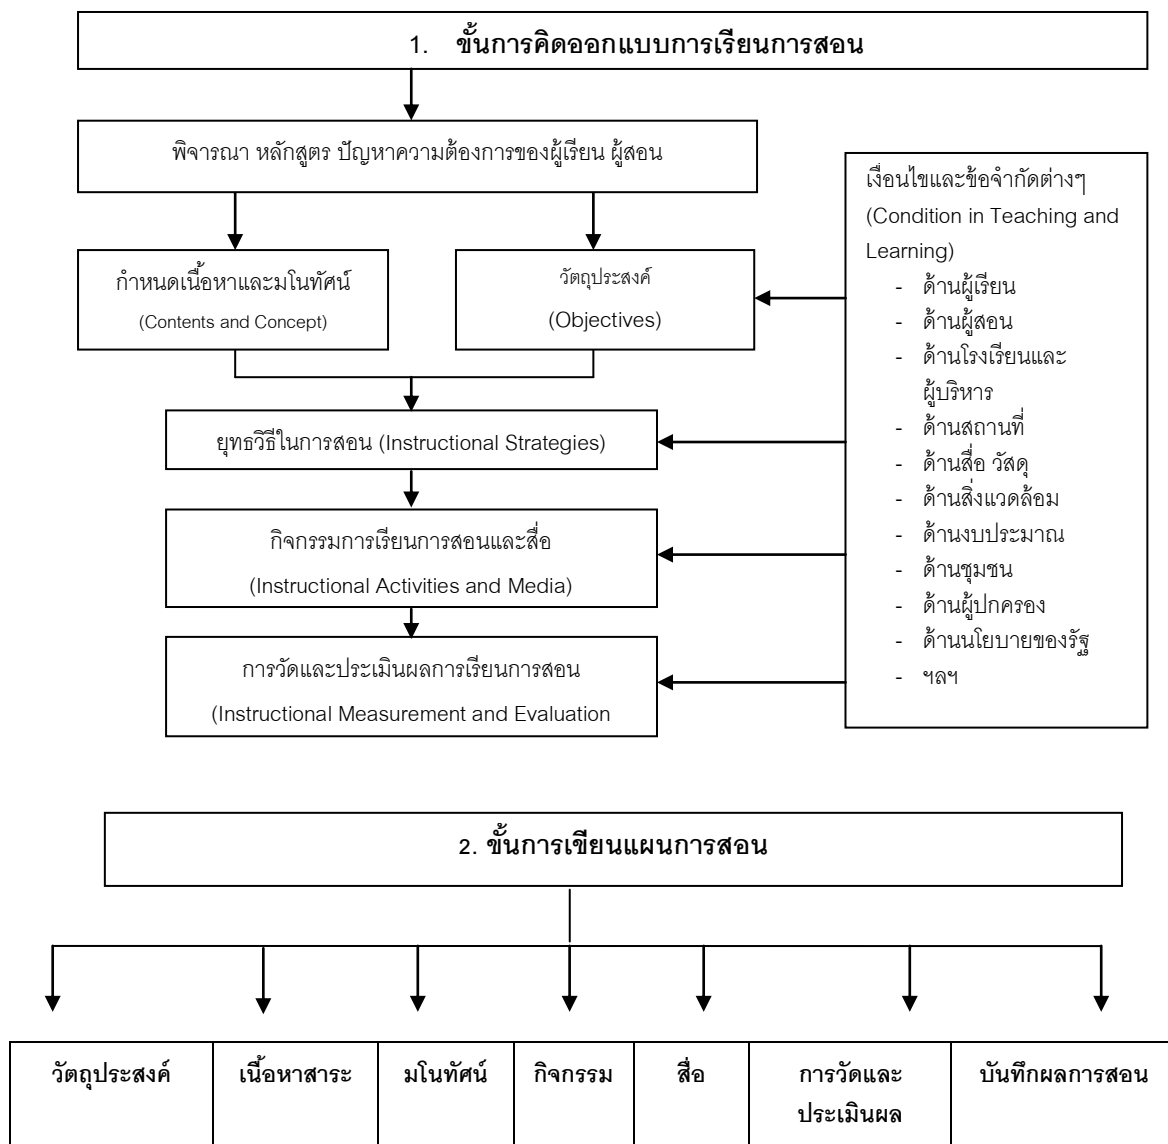 1. ขั้นการคิดออกแบบการเรียนการสอน
พิจารณา หลักสูตร ปัญหาความต้องการของผู้เรียน ผู้สอน
กำหนดเนื้อหาและมโนทัศน์
(Contents and Concept)
วัตถุประสงค์
(Objectives)
ยุทธวิธีในการสอน (Instructional Strategies)
กิจกรรมการเรียนการสอนและสื่อ
(Instructional Activities and Media)
การวัดและประเมินผลการเรียนการสอน
(Instructional Measurement and Evaluation
เงื่อนไขและข้อจำกัดต่างๆ
(Condition in Teaching and
Learning)
- ด้านผู้เรียน
- ด้านผู้สอน
- ด้านโรงเรียนและ
ผู้บริหาร
- ด้านสถานที่
- ด้านสื่อ วัสดุ
- ด้านสิ่งแวดล้อม
- ด้านงบประมาณ
- ด้านชุมชน
- ด้านผู้ปกครอง
- ด้านนโยบายของรัฐ
- ฯลฯ
2. ขั้นการเขียนแผนการสอน
วัตถุประสงค์
เนื้อหาสาระ
มโนทัศน์
กิจกรรม
สื่อ
การวัดและ
ประเมินผล
บันทึกผลการสอน